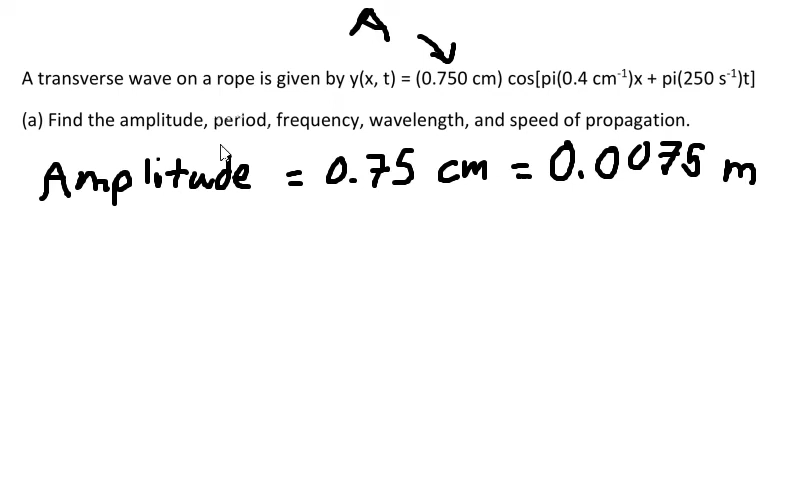 A
A transverse wave on a rope is given by y(x, t) = (0.750 cm) cos[pi(0.4 cm⁻¹)x + pi(250 s⁻¹)t]
(a) Find the amplitude, period, frequency, wavelength, and speed of propagation.
Amplitude = 0.75 cm = 0.0075 m